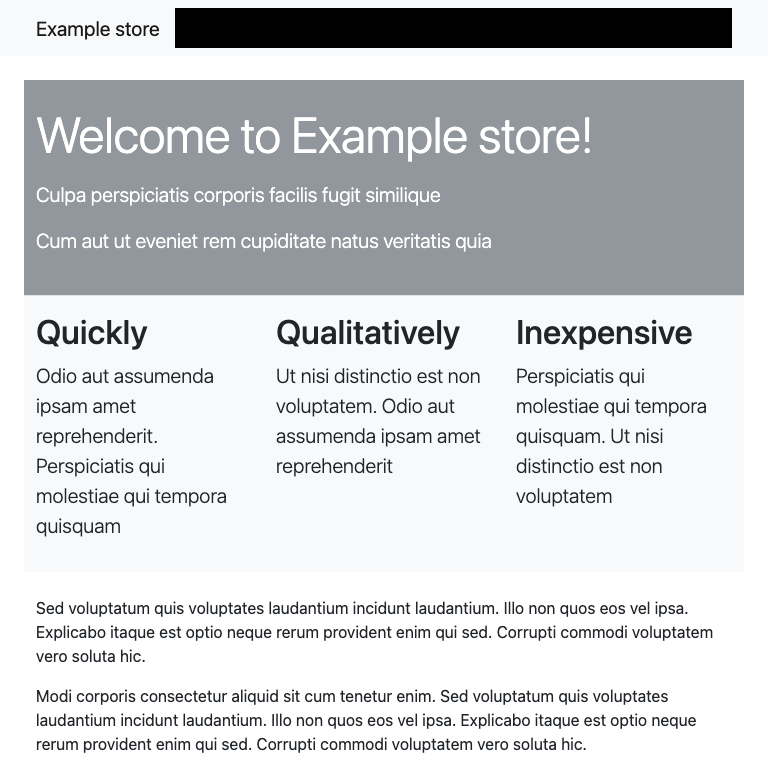 Example store
Welcome to Example store!
Culpa perspiciatis corporis facilis fugit similique
Cum aut ut eveniet rem cupiditate natus veritatis quia
Quickly
Odio aut assumenda
ipsam amet
reprehenderit.
Perspiciatis qui
molestiae qui tempora
quisquam
Qualitatively
Ut nisi distinctio est non
voluptatem. Odio aut
assumenda ipsam amet
reprehenderit
Inexpensive
Perspiciatis qui
molestiae qui tempora
quisquam. Ut nisi
distinctio est non
voluptatem
Sed voluptatum quis voluptates laudantium incidunt laudantium. Illo non quos eos vel ipsa.
Explicabo itaque est optio neque rerum provident enim qui sed. Corrupti commodi voluptatem
vero soluta hic.
Modi corporis consectetur aliquid sit cum tenetur enim. Sed voluptatum quis voluptates
laudantium incidunt laudantium. Illo non quos eos vel ipsa. Explicabo itaque est optio neque
rerum provident enim qui sed. Corrupti commodi voluptatem vero soluta hic.